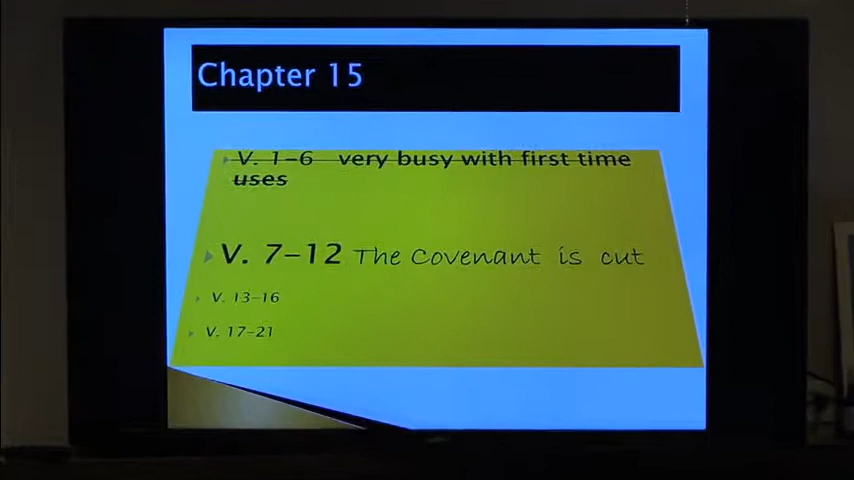 Chapter 15
V. 1-6 very busy with first time
uses
V. 7-12 The Covenant is cut
V. 13-16
V. 17-21